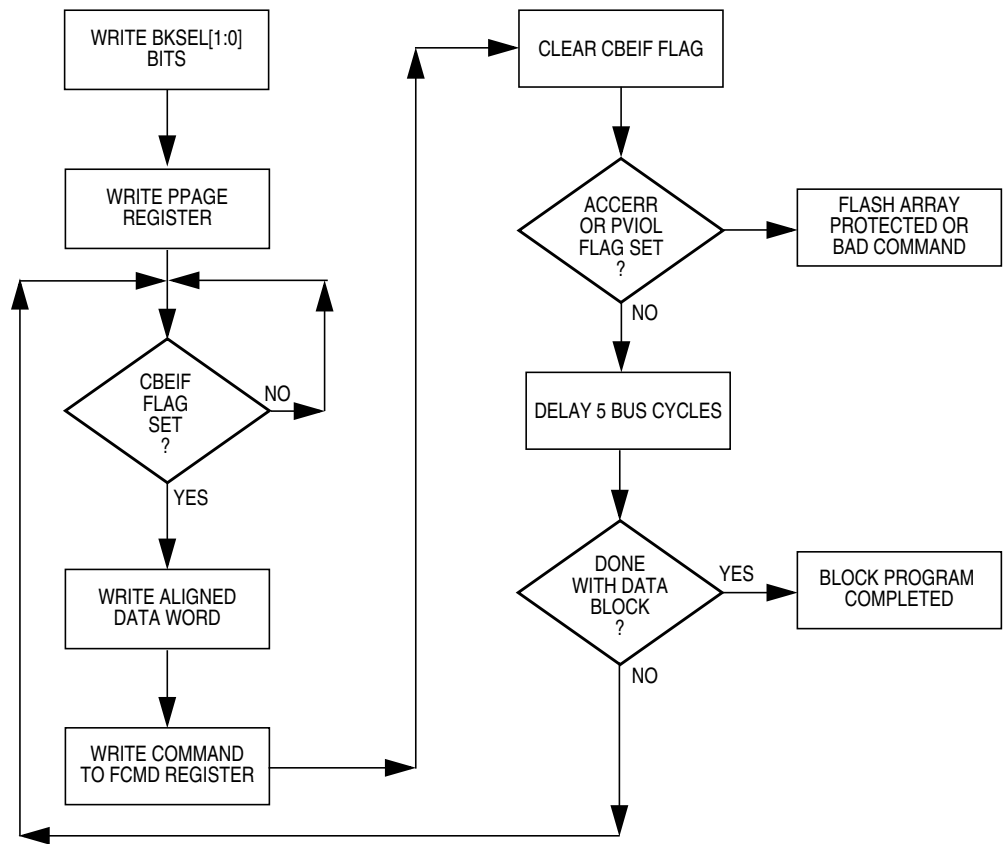 WRITE BKSEL[1:0]
BITS
WRITE PPAGE
REGISTER
CBEIF
FLAG
SET
?
NO
YES
WRITE ALIGNED
DATA WORD
WRITE COMMAND
TO FCMD REGISTER
CLEAR CBEIF FLAG
ACCERR
OR PVIOL
FLAG SET
?
FLASH ARRAY
PROTECTED OR
BAD COMMAND
NO
DELAY 5 BUS CYCLES
DONE
WITH DATA
BLOCK
?
YES
BLOCK PROGRAM
COMPLETED
NO